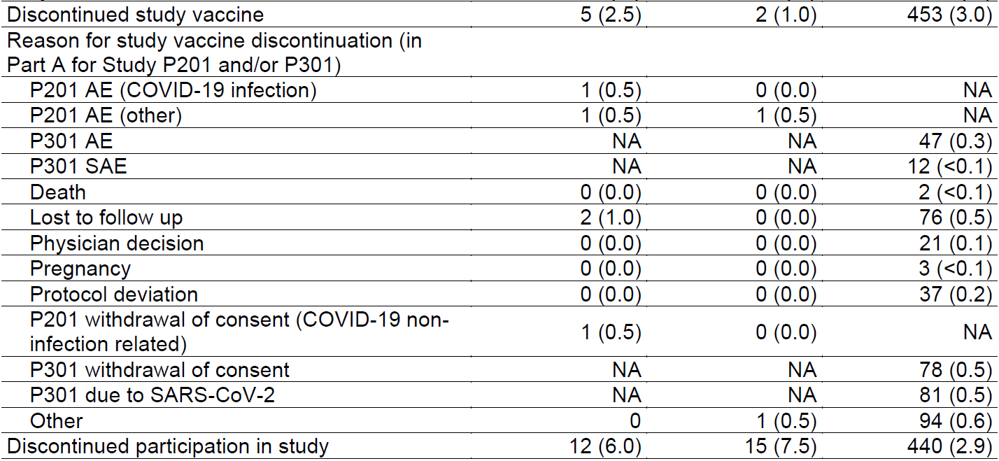 Discontinued study vaccine 5 (2.5) 2 (1.0) 453 (3.0)
Reason for study vaccine discontinuation (in
Part A for Study P201 and/or P301)
P201 AE (COVID-19 infection) 1 (0.5) 0 (0.0) NA
P201 AE (other) 1 (0.5) 1 (0.5) NA
P301 AE NA NA 47 (0.3)
P301 SAE NA NA 12 (<0.1)
Death 0 (0.0) 0 (0.0) 2 (<0.1)
Lost to follow up 2 (1.0) 0 (0.0) 76 (0.5)
Physician decision 0 (0.0) 0 (0.0) 21 (0.1)
Pregnancy 0 (0.0) 0 (0.0) 3 (<0.1)
Protocol deviation 0 (0.0) 0 (0.0) 37 (0.2)
P201 withdrawal of consent (COVID-19 non-
infection related) 1 (0.5) 0 (0.0) NA
P301 withdrawal of consent NA NA 78 (0.5)
P301 due to SARS-CoV-2 NA NA 81 (0.5)
Other 0 1 (0.5) 94 (0.6)
Discontinued participation in study 12 (6.0) 15 (7.5) 440 (2.9)